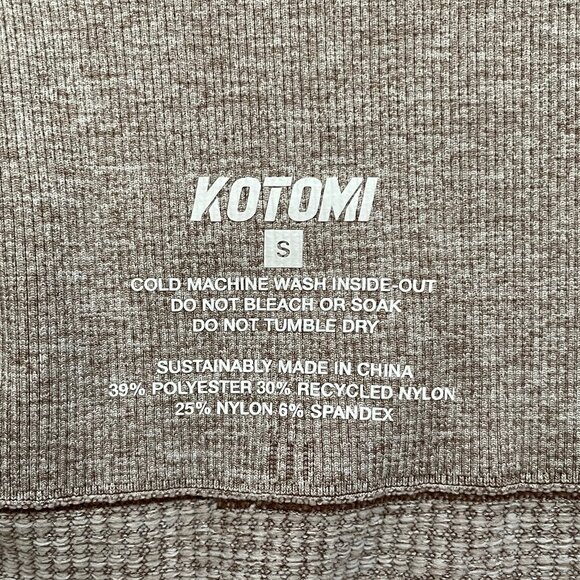 KOTOMI
S
COLD MACHINE WASH INSIDE-OUT
DO NOT BLEACH OR SOAK
DO NOT TUMBLE DRY
SUSTAINABLY MADE IN CHINA
39% POLYESTER 30% RECYCLED NYLON
25% NYLON 6% SPANDEX